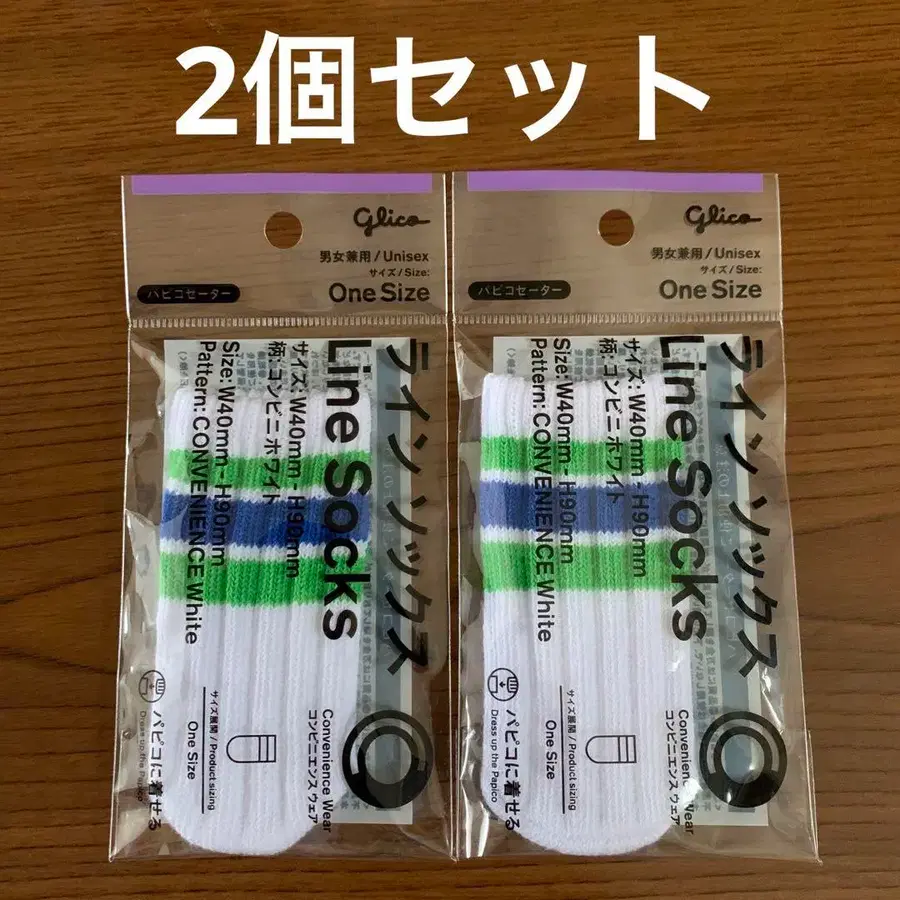 2個セット
glico
男女兼用/Unisex
サイズ/Size:
One Size
パピコセーター
ラインソックス
Line Socks
サイズ: W40mm - H90mm
柄: コンビニホワイト
Size: W40mm - H90mm
Pattern: CONVENIENCE White
Convenience Wear
コンビニエンス ウェア
サイズ展開 / Product sizing
One Size
パピコに着せる
Dress up the Papico
glico
男女兼用/Unisex
サイズ/Size:
One Size
パピコセーター
ラインソックス
Line Socks
サイズ: W40mm - H90mm
柄: コンビニホワイト
Size: W40mm - H90mm
Pattern: CONVENIENCE White
Convenience Wear
コンビニエンス ウェア
サイズ展開 / Product sizing
One Size
パピコに着せる
Dress up the Papico